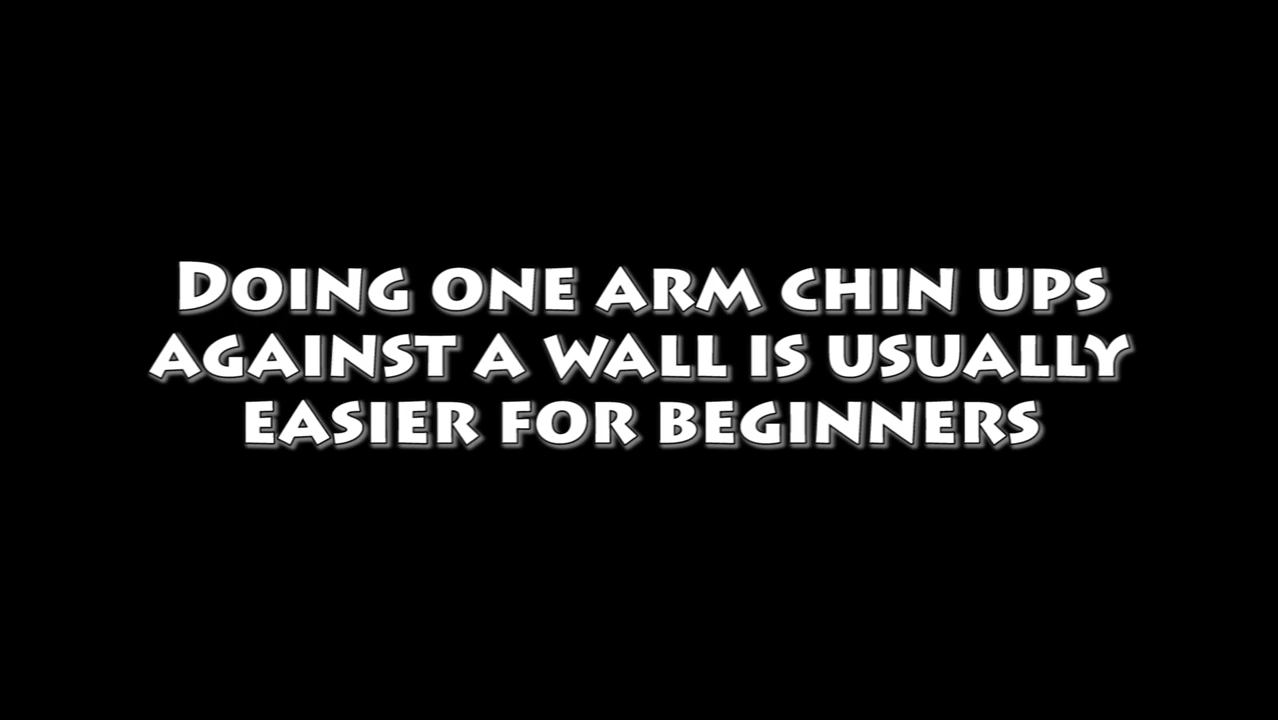 Doing one arm chin ups
against a wall is usually
easier for beginners